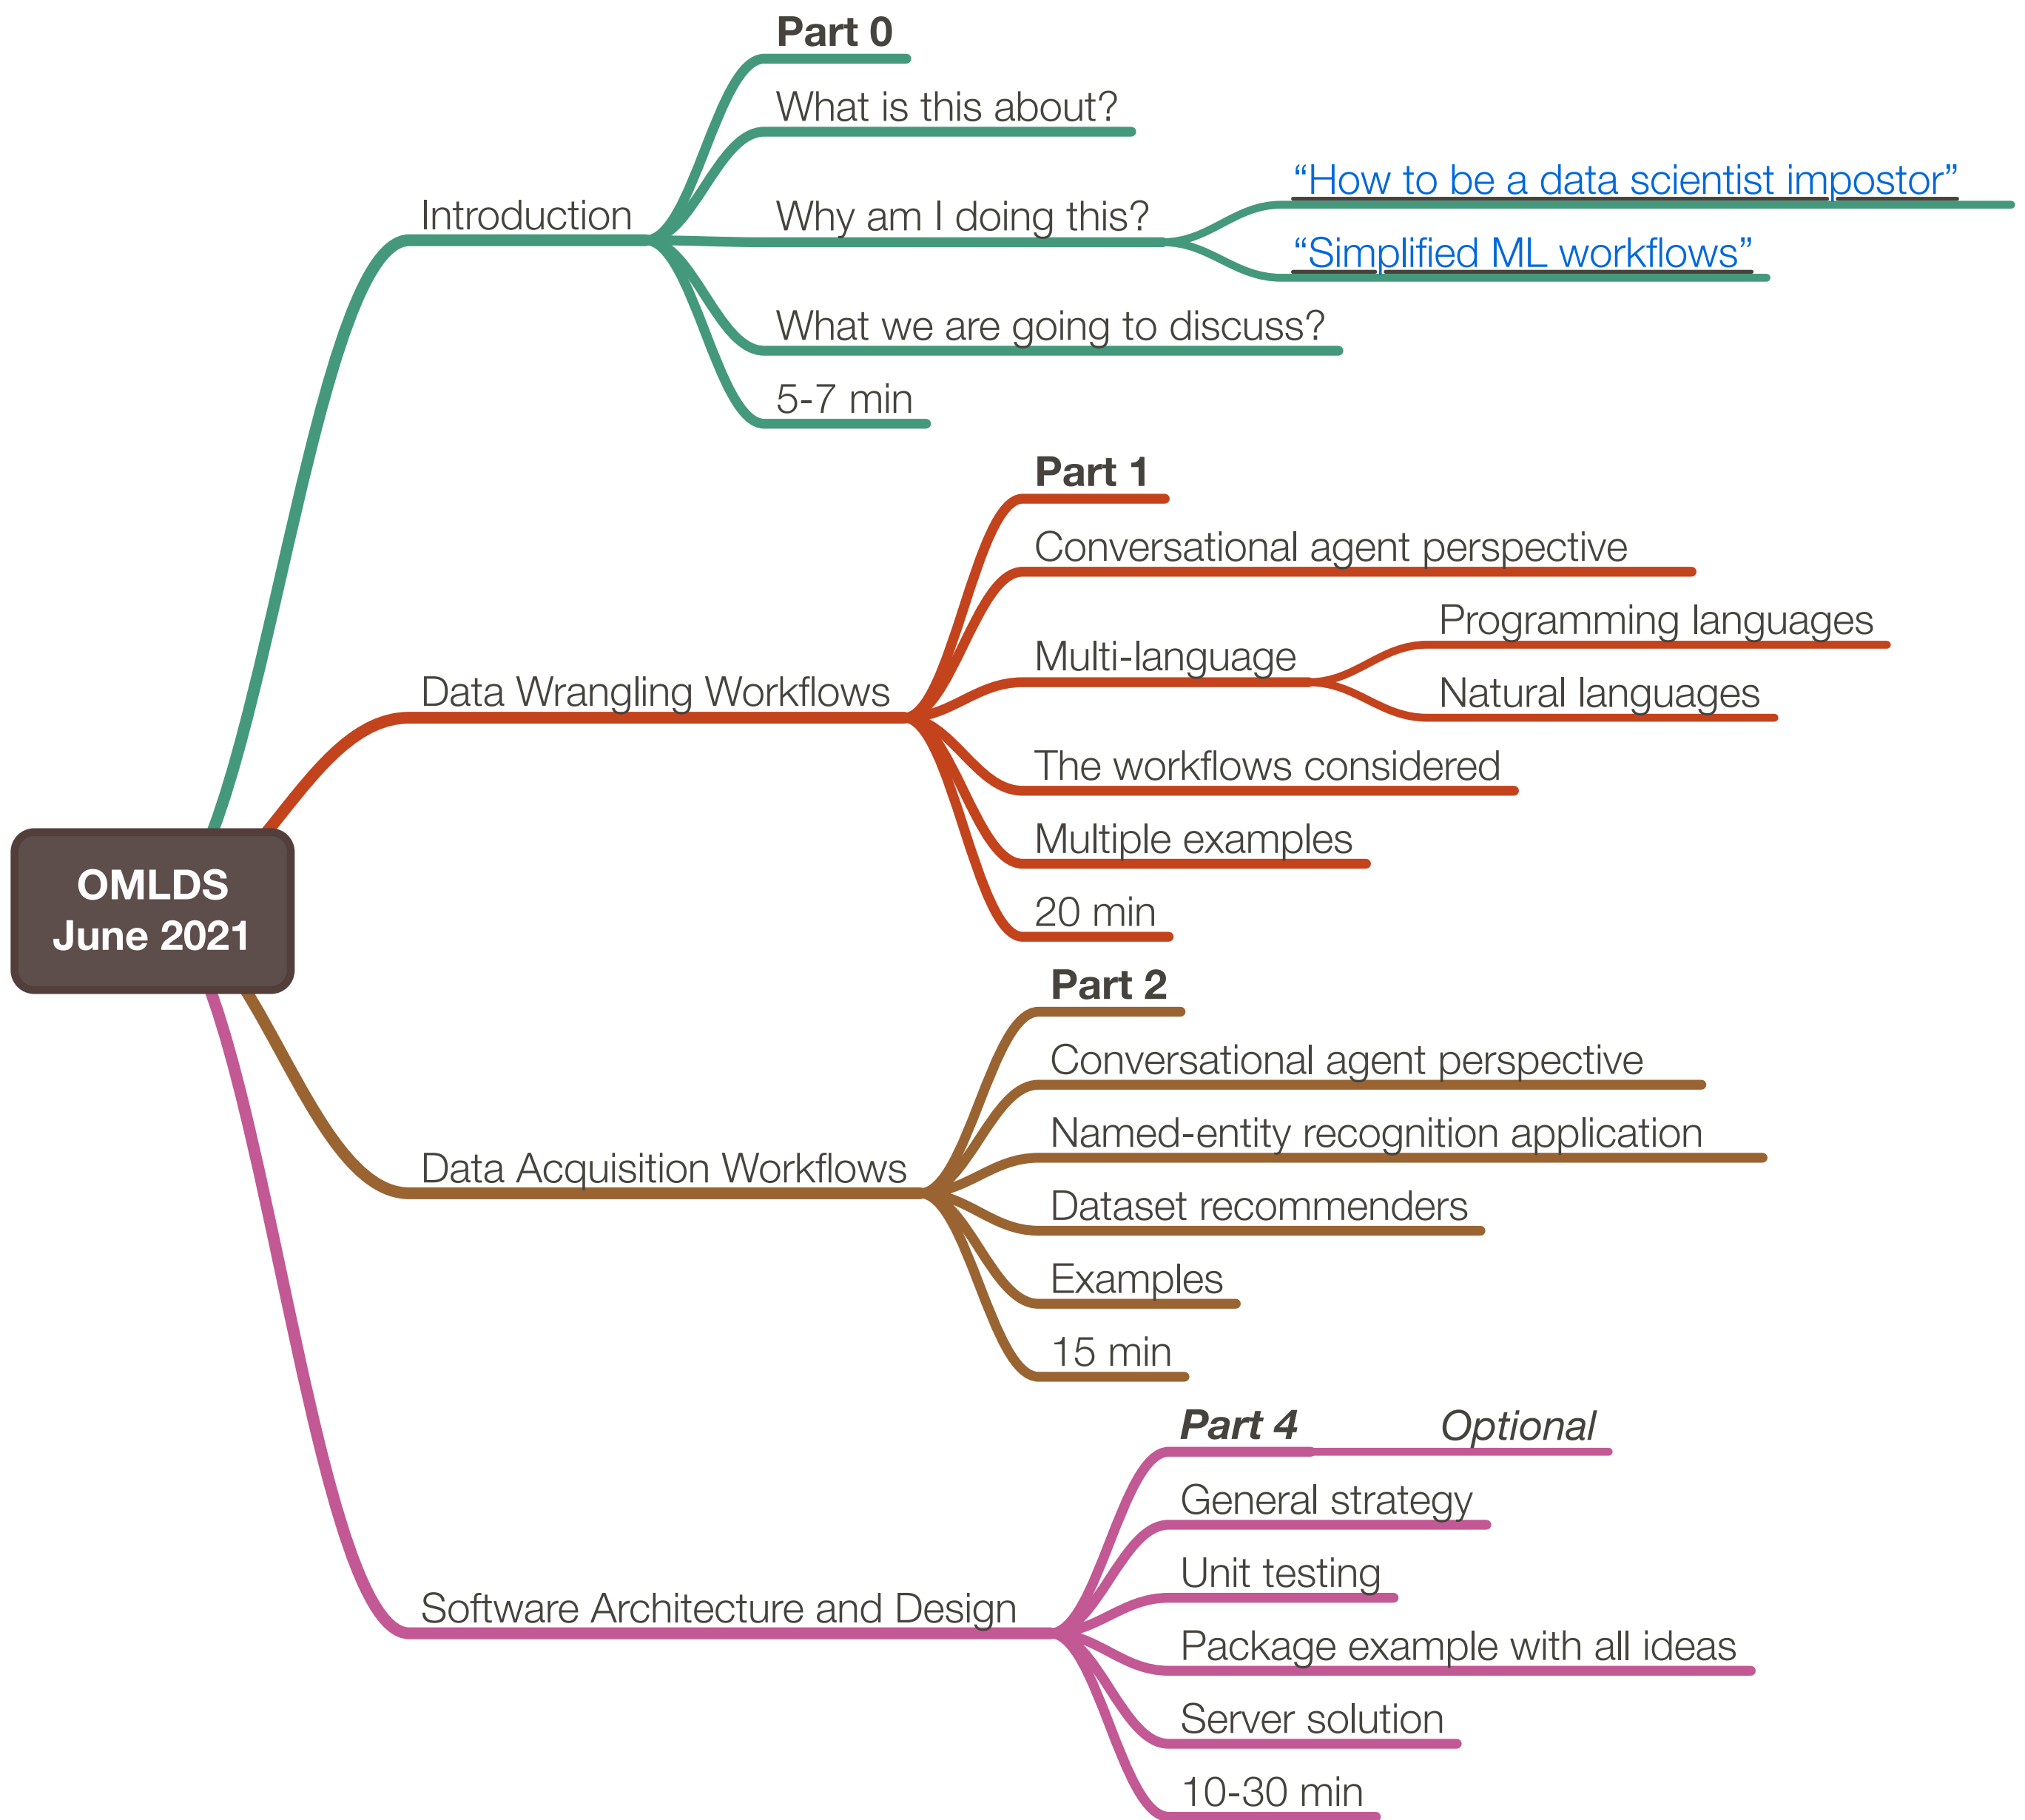 Part 0
What is this about?
“How to be a data scientist impostor”
Introduction
Why am I doing this?
“Simplified ML workflows”
What we are going to discuss?
5-7 min
Part 1
Conversational agent perspective
Programming languages
Multi-language
Data Wrangling Workflows
Natural languages
The workflows considered
Multiple examples
20 min
OMLDS
June 2021
Part 2
Conversational agent perspective
Named-entity recognition application
Data Acquisition Workflows
Dataset recommenders
Examples
15 min
Part 4
Optional
General strategy
Unit testing
Software Architecture and Design
Package example with all ideas
Server solution
10-30 min